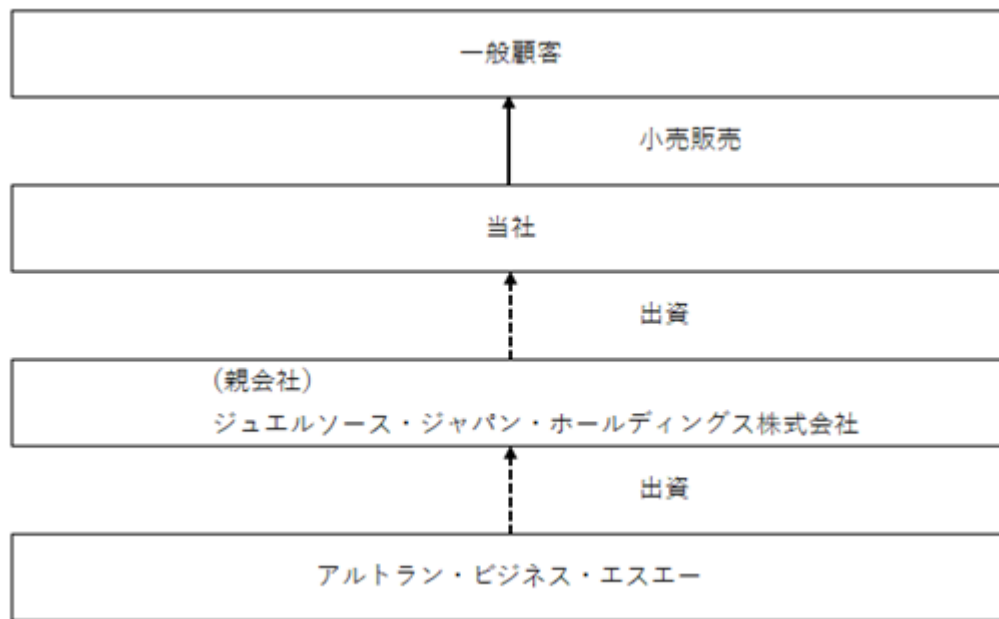 一般顧客
小売販売
当社
出資
(親会社)
ジュエルソース・ジャパン・ホールディングス株式会社
出資
アルトラン・ビジネス・エスエー